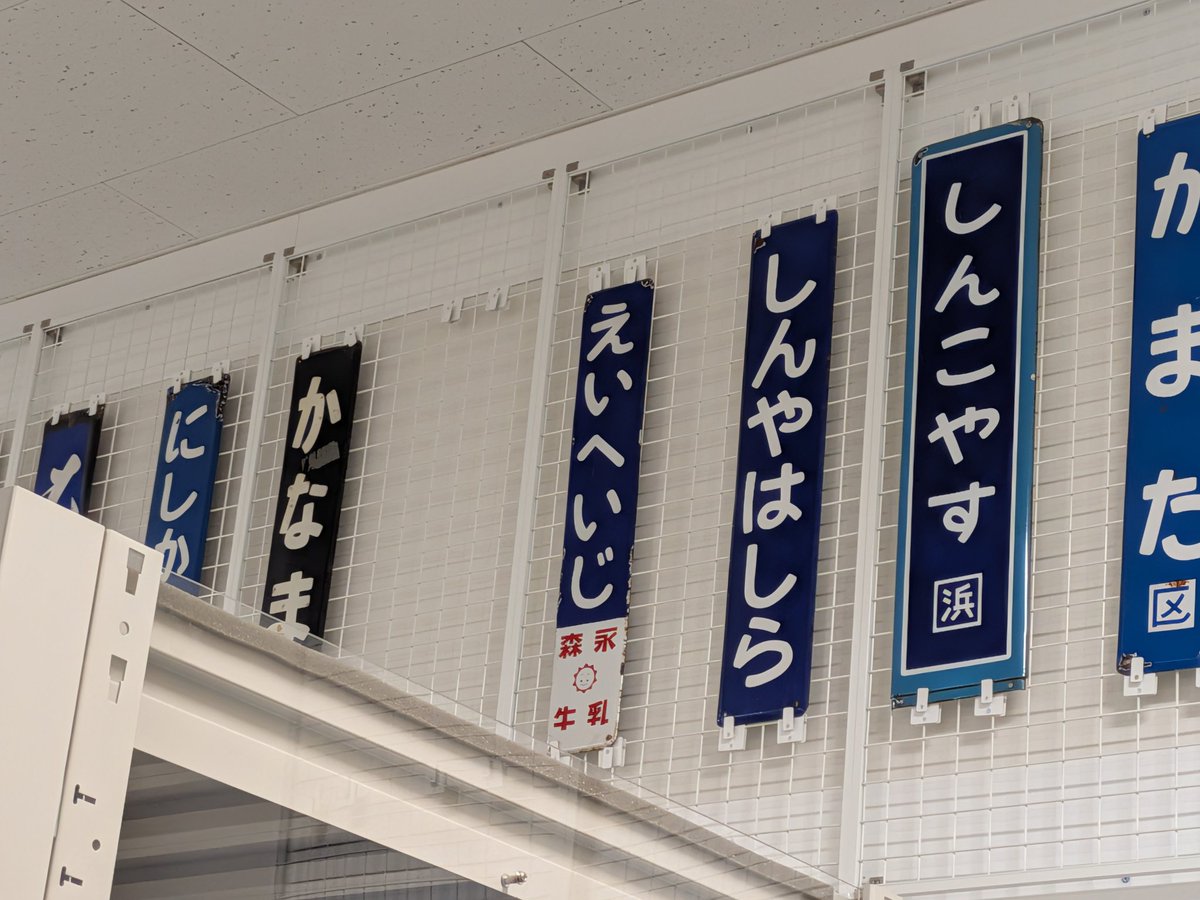 にしか
かなま
えいへいじ
森永
牛乳
しんやはしら
しんこやす
浜
かまた
区